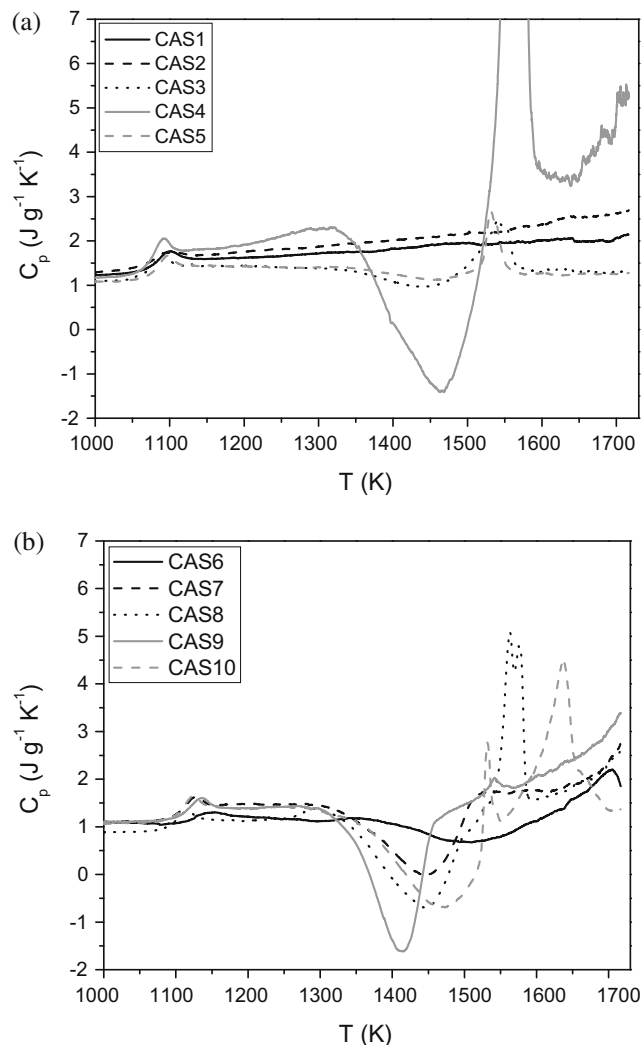 (a)
7
6
5
4
3
2
1
0
-1
-2
C_p (J g⁻¹ K⁻¹)
CAS1
CAS2
CAS3
CAS4
CAS5
1000 1100 1200 1300 1400 1500 1600 1700
T (K)
(b)
7
6
5
4
3
2
1
0
-1
-2
C_p (J g⁻¹ K⁻¹)
CAS6
CAS7
CAS8
CAS9
CAS10
1000 1100 1200 1300 1400 1500 1600 1700
T (K)